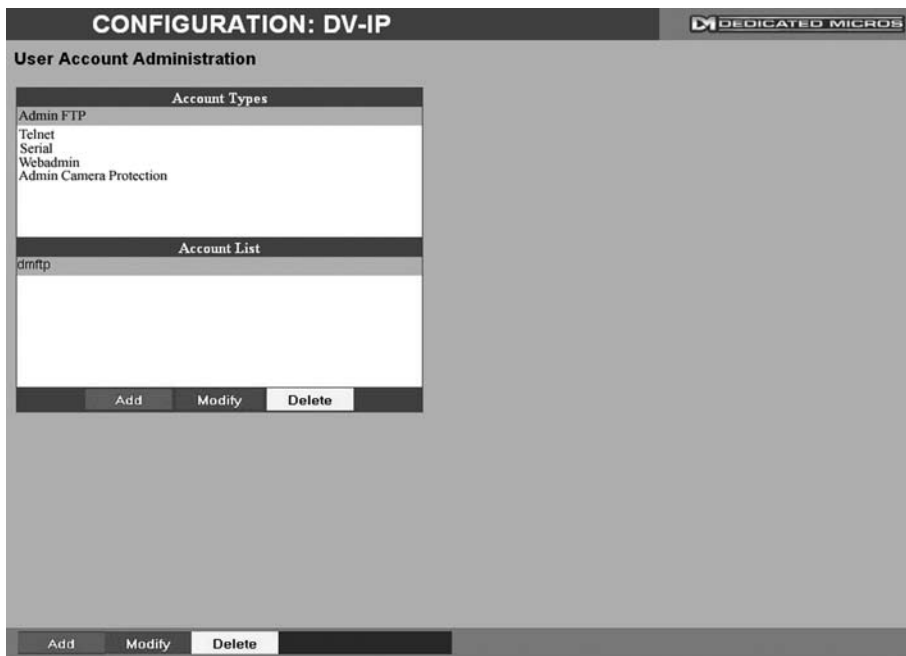 CONFIGURATION: DV-IP
DEDICATED MICROS
User Account Administration
Account Types
Admin FTP
Telnet
Serial
Webadmin
Admin Camera Protection
Account List
dmftp
Add Modify Delete
Add Modify Delete